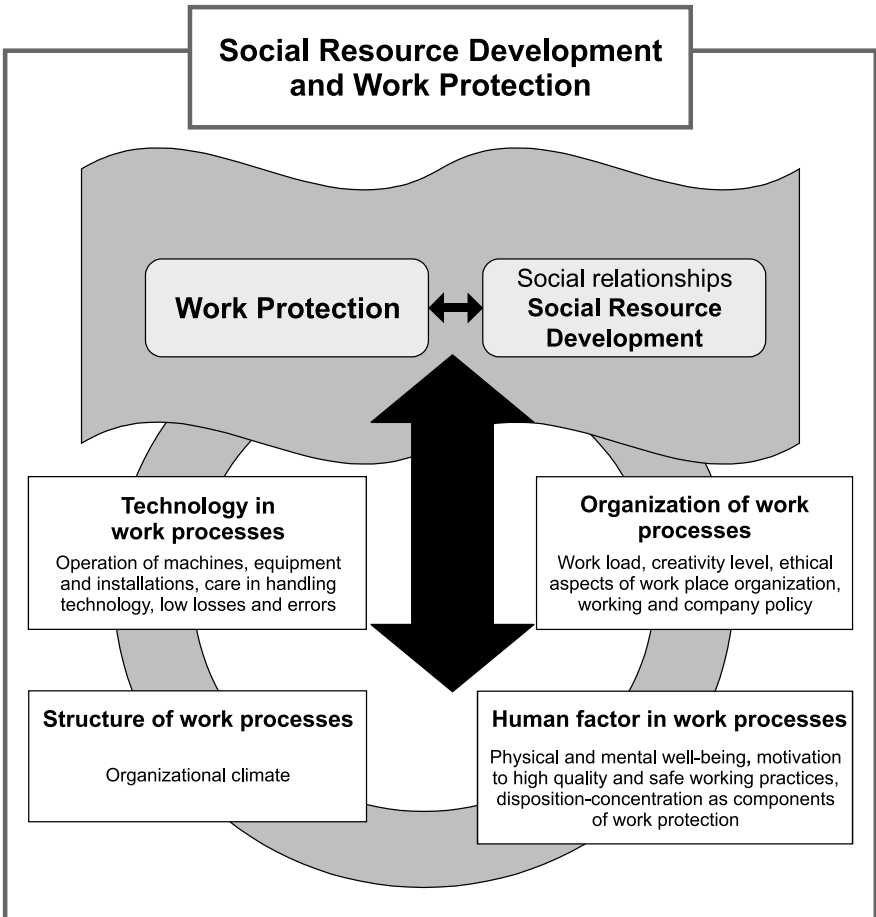 Social Resource Development
and Work Protection
Work Protection
Social relationships
Social Resource
Development
Technology in
work processes
Operation of machines, equipment
and installations, care in handling
technology, low losses and errors
Organization of work
processes
Work load, creativity level, ethical
aspects of work place organization,
working and company policy
Structure of work processes
Organizational climate
Human factor in work processes
Physical and mental well-being, motivation
to high quality and safe working practices,
disposition-concentration as components
of work protection